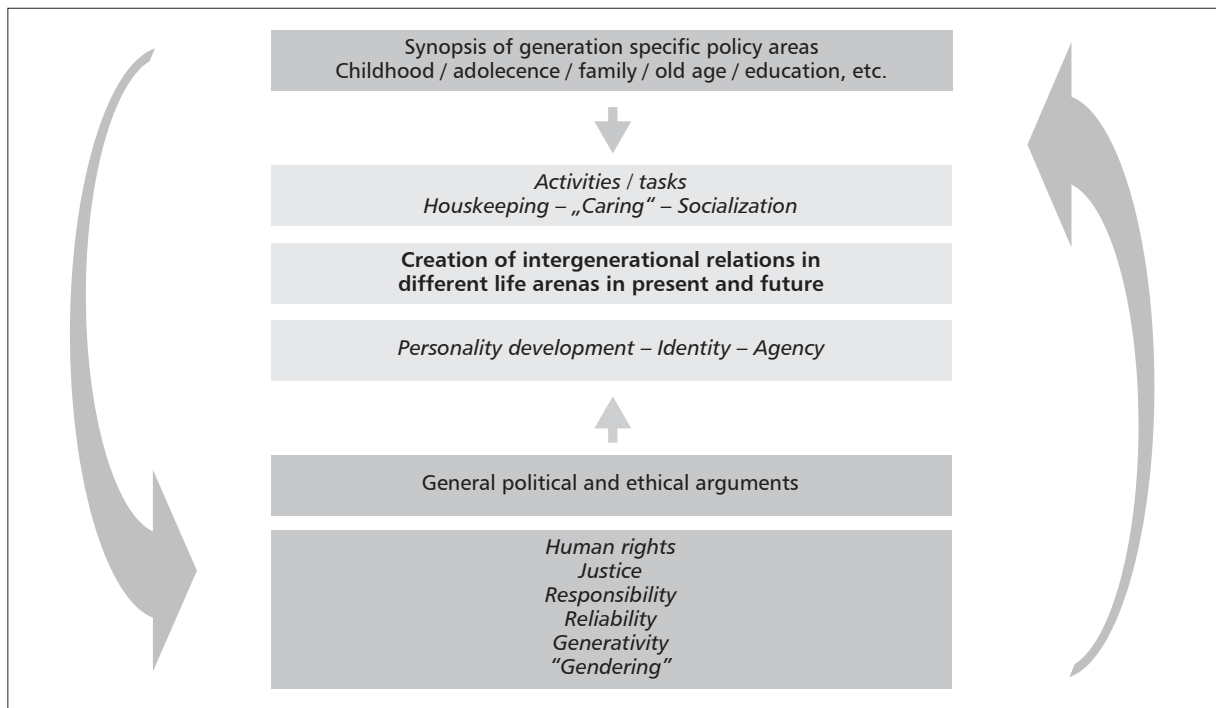 Synopsis of generation specific policy areas
Childhood / adolecence / family / old age / education, etc.
Activities / tasks
Houskeeping – „Caring“ – Socialization
Creation of intergenerational relations in
different life arenas in present and future
Personality development – Identity – Agency
General political and ethical arguments
Human rights
Justice
Responsibility
Reliability
Generativity
“Gendering”